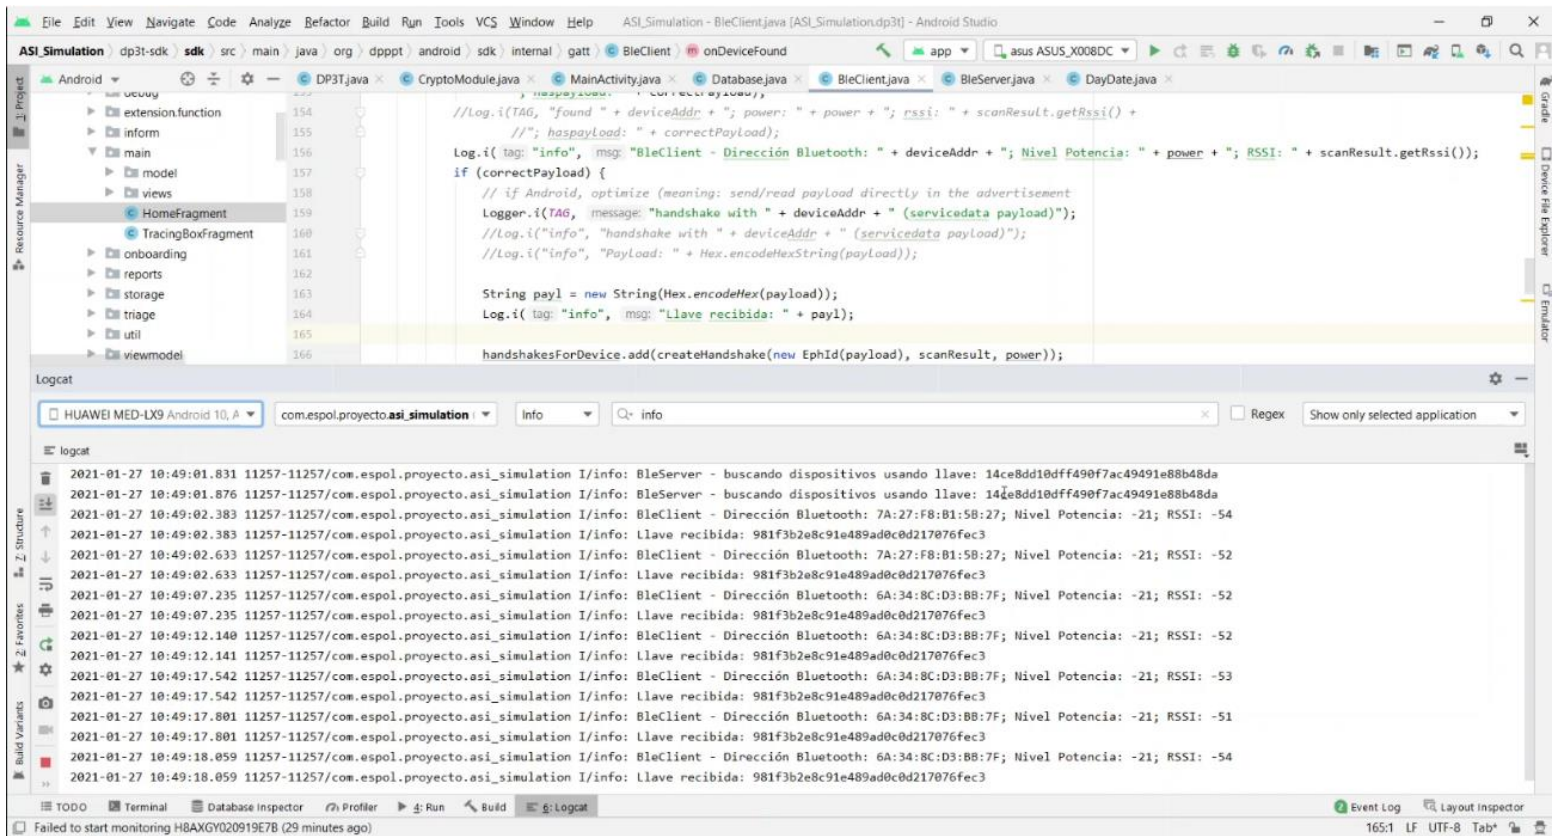 File Edit View Navigate Code Analyze Refactor Build Run Tools VCS Window Help ASI_Simulation - BleClient.java [ASI_Simulation.dp3t] - Android Studio
ASI_Simulation dp3t-sdk sdk src main java org dpppt android sdk internal gatt BleClient onDeviceFound app asus ASUS_X008DC
Android DP3T.java CryptoModule.java MainActivity.java Database.java BleClient.java BleServer.java DayDate.java
1: Project
Resource Manager
Z: Structure
2: Favorites
Build Variants
Gradle
Device File Explorer
Emulator
debug
extension.function
inform
main
model
views
HomeFragment
TracingBoxFragment
onboarding
reports
storage
triage
util
viewmodel
153 "; haspayload: " + correctPayload);
154 //Log.i(TAG, "found " + deviceAddr + "; power: " + power + "; rssi: " + scanResult.getRssi() +
155 //"; haspayload: " + correctPayload);
156 Log.i( tag: "info", msg: "BleClient - Dirección Bluetooth: " + deviceAddr + "; Nivel Potencia: " + power + "; RSSI: " + scanResult.getRssi());
157 if (correctPayload) {
158 // if Android, optimize (meaning: send/read payload directly in the advertisement
159 Logger.i(TAG, message: "handshake with " + deviceAddr + " (servicedata payload)");
160 //Log.i("info", "handshake with " + deviceAddr + " (servicedata payload)");
161 //Log.i("info", "Payload: " + Hex.encodeHexString(payload));
162
163 String payl = new String(Hex.encodeHex(payload));
164 Log.i( tag: "info", msg: "Llave recibida: " + payl);
165
166 handshakesForDevice.add(createHandshake(new EphId(payload), scanResult, power));
Logcat
HUAWEI MED-LX9 Android 10, A com.espol.proyecto.asi_simulation Info info Regex Show only selected application
logcat
2021-01-27 10:49:01.831 11257-11257/com.espol.proyecto.asi_simulation I/info: BleServer - buscando dispositivos usando llave: 14ce8dd10dff490f7ac49491e88b48da
2021-01-27 10:49:01.876 11257-11257/com.espol.proyecto.asi_simulation I/info: BleServer - buscando dispositivos usando llave: 14ce8dd10dff490f7ac49491e88b48da
2021-01-27 10:49:02.383 11257-11257/com.espol.proyecto.asi_simulation I/info: BleClient - Dirección Bluetooth: 7A:27:F8:B1:5B:27; Nivel Potencia: -21; RSSI: -54
2021-01-27 10:49:02.383 11257-11257/com.espol.proyecto.asi_simulation I/info: Llave recibida: 981f3b2e8c91e489ad0c0d217076fec3
2021-01-27 10:49:02.633 11257-11257/com.espol.proyecto.asi_simulation I/info: BleClient - Dirección Bluetooth: 7A:27:F8:B1:5B:27; Nivel Potencia: -21; RSSI: -52
2021-01-27 10:49:02.633 11257-11257/com.espol.proyecto.asi_simulation I/info: Llave recibida: 981f3b2e8c91e489ad0c0d217076fec3
2021-01-27 10:49:07.235 11257-11257/com.espol.proyecto.asi_simulation I/info: BleClient - Dirección Bluetooth: 6A:34:8C:D3:BB:7F; Nivel Potencia: -21; RSSI: -52
2021-01-27 10:49:07.235 11257-11257/com.espol.proyecto.asi_simulation I/info: Llave recibida: 981f3b2e8c91e489ad0c0d217076fec3
2021-01-27 10:49:12.140 11257-11257/com.espol.proyecto.asi_simulation I/info: BleClient - Dirección Bluetooth: 6A:34:8C:D3:BB:7F; Nivel Potencia: -21; RSSI: -52
2021-01-27 10:49:12.141 11257-11257/com.espol.proyecto.asi_simulation I/info: Llave recibida: 981f3b2e8c91e489ad0c0d217076fec3
2021-01-27 10:49:17.542 11257-11257/com.espol.proyecto.asi_simulation I/info: BleClient - Dirección Bluetooth: 6A:34:8C:D3:BB:7F; Nivel Potencia: -21; RSSI: -53
2021-01-27 10:49:17.542 11257-11257/com.espol.proyecto.asi_simulation I/info: Llave recibida: 981f3b2e8c91e489ad0c0d217076fec3
2021-01-27 10:49:17.801 11257-11257/com.espol.proyecto.asi_simulation I/info: BleClient - Dirección Bluetooth: 6A:34:8C:D3:BB:7F; Nivel Potencia: -21; RSSI: -51
2021-01-27 10:49:17.801 11257-11257/com.espol.proyecto.asi_simulation I/info: Llave recibida: 981f3b2e8c91e489ad0c0d217076fec3
2021-01-27 10:49:18.059 11257-11257/com.espol.proyecto.asi_simulation I/info: BleClient - Dirección Bluetooth: 6A:34:8C:D3:BB:7F; Nivel Potencia: -21; RSSI: -54
2021-01-27 10:49:18.059 11257-11257/com.espol.proyecto.asi_simulation I/info: Llave recibida: 981f3b2e8c91e489ad0c0d217076fec3
TODO Terminal Database Inspector Profiler 4: Run Build 6: Logcat 2 Event Log Layout Inspector
Failed to start monitoring H8AXGY020919E7B (29 minutes ago) 165:1 LF UTF-8 Tab*